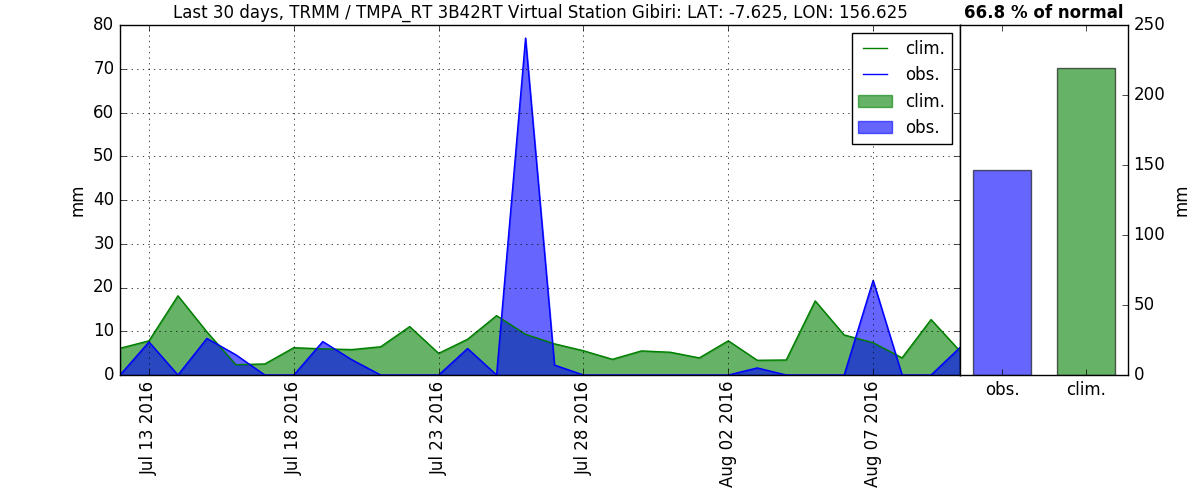 Last 30 days, TRMM / TMPA_RT 3B42RT Virtual Station Gibiri: LAT: -7.625, LON: 156.625
66.8 % of normal
80
70
60
50
40
30
20
10
0
mm
clim.
obs.
clim.
obs.
Jul 13 2016
Jul 18 2016
Jul 23 2016
Jul 28 2016
Aug 02 2016
Aug 07 2016
250
200
150
100
50
0
mm
obs.
clim.